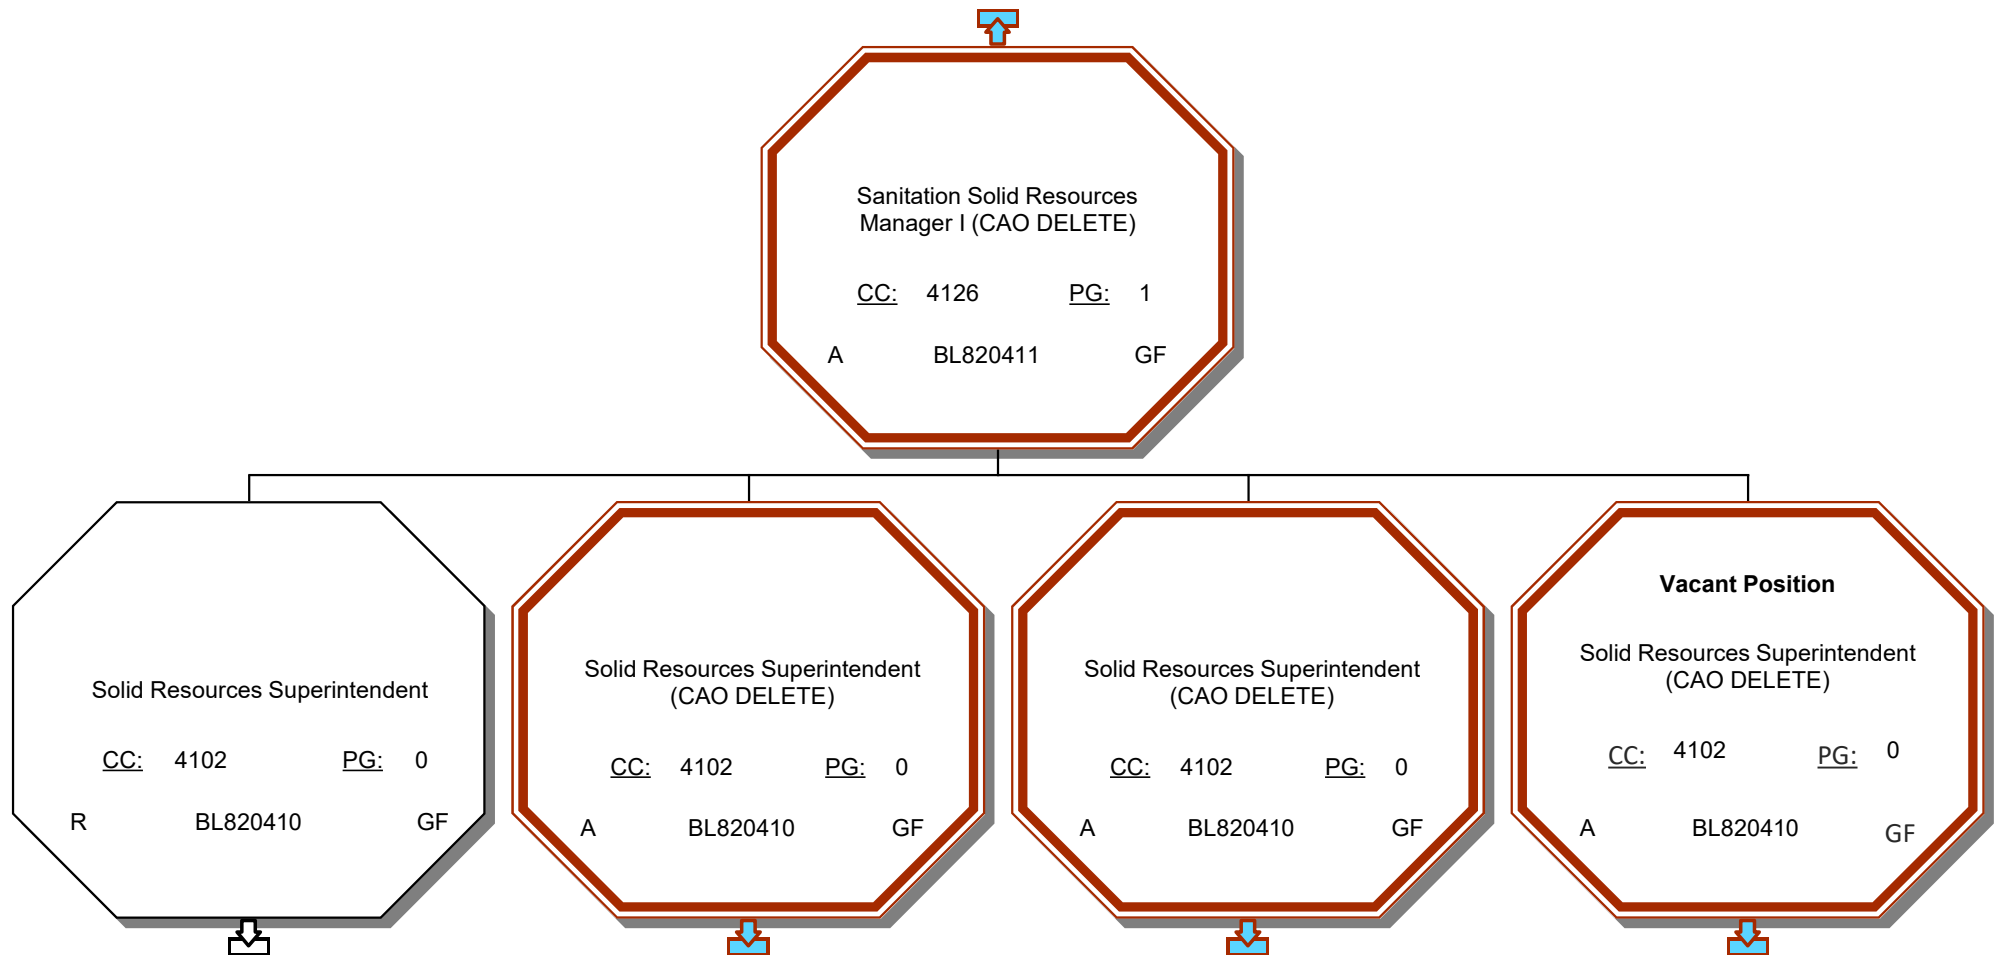 Sanitation Solid Resources
Manager I (CAO DELETE)
CC: 4126 PG: 1
A BL820411 GF
Solid Resources Superintendent
CC: 4102 PG: 0
R BL820410 GF
Solid Resources Superintendent
(CAO DELETE)
CC: 4102 PG: 0
A BL820410 GF
Solid Resources Superintendent
(CAO DELETE)
CC: 4102 PG: 0
A BL820410 GF
Vacant Position
Solid Resources Superintendent
(CAO DELETE)
CC: 4102 PG: 0
A BL820410 GF